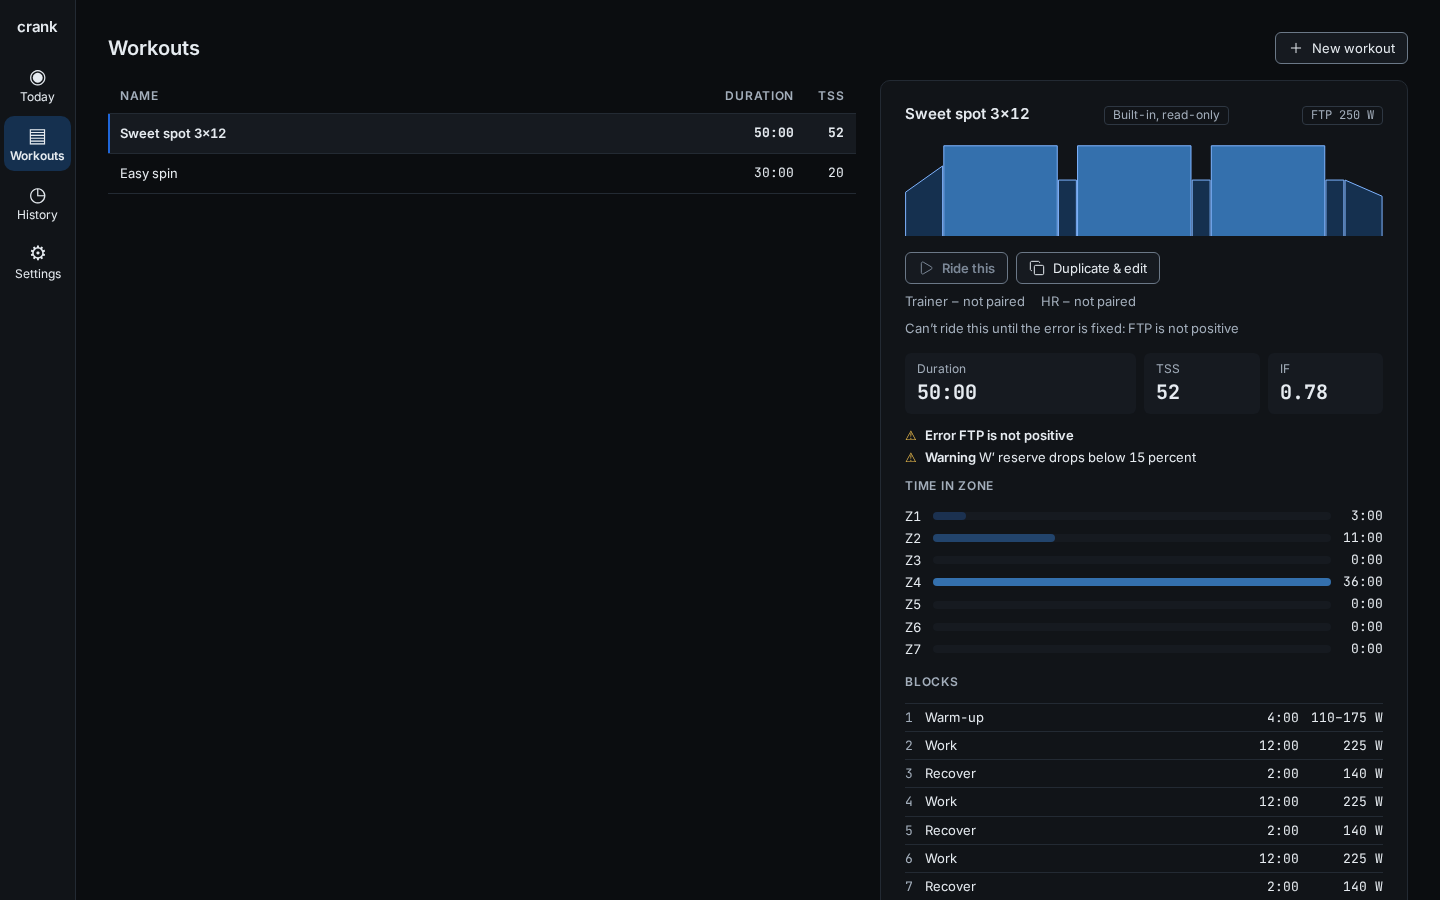 crank
Today
Workouts
History
Settings
Workouts
New workout
NAME DURATION TSS
Sweet spot 3×12 50:00 52
Easy spin 30:00 20
Sweet spot 3×12 Built-in, read-only FTP 250 W
Ride this Duplicate & edit
Trainer – not paired HR – not paired
Can’t ride this until the error is fixed: FTP is not positive
Duration TSS IF
50:00 52 0.78
⚠ Error FTP is not positive
⚠ Warning W′ reserve drops below 15 percent
TIME IN ZONE
Z1 3:00
Z2 11:00
Z3 0:00
Z4 36:00
Z5 0:00
Z6 0:00
Z7 0:00
BLOCKS
1 Warm-up 4:00 110–175 W
2 Work 12:00 225 W
3 Recover 2:00 140 W
4 Work 12:00 225 W
5 Recover 2:00 140 W
6 Work 12:00 225 W
7 Recover 2:00 140 W